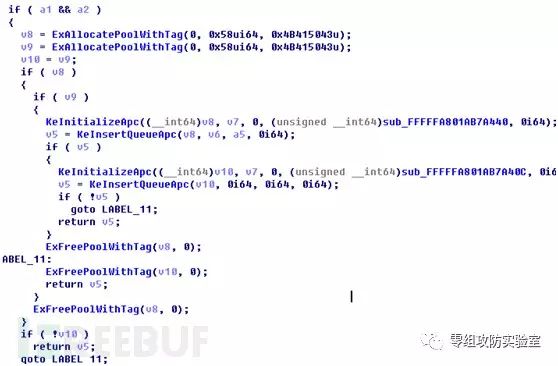 if ( a1 && a2 )
{
v8 = ExAllocatePoolWithTag(0, 0x58ui64, 0x4B415043u);
v9 = ExAllocatePoolWithTag(0, 0x58ui64, 0x4B415043u);
v10 = v9;
if ( v8 )
{
if ( v9 )
{
KeInitializeApc((__int64)v8, v7, 0, (unsigned __int64)sub_FFFFFA801AB7A440, 0i64);
v5 = KeInsertQueueApc(v8, v6, a5, 0i64);
if ( v5 )
{
KeInitializeApc((__int64)v10, v7, 0, (unsigned __int64)sub_FFFFFA801AB7A40C, 0i6
v5 = KeInsertQueueApc(v10, 0i64, 0i64, 0i64);
if ( !v5 )
goto LABEL_11;
return v5;
}
ExFreePoolWithTag(v8, 0);
ABEL_11:
ExFreePoolWithTag(v10, 0);
return v5;
}
ExFreePoolWithTag(v8, 0);
}
if ( !v10 )
return v5;
goto LABEL_11;
REEBUF
零组攻防实验室